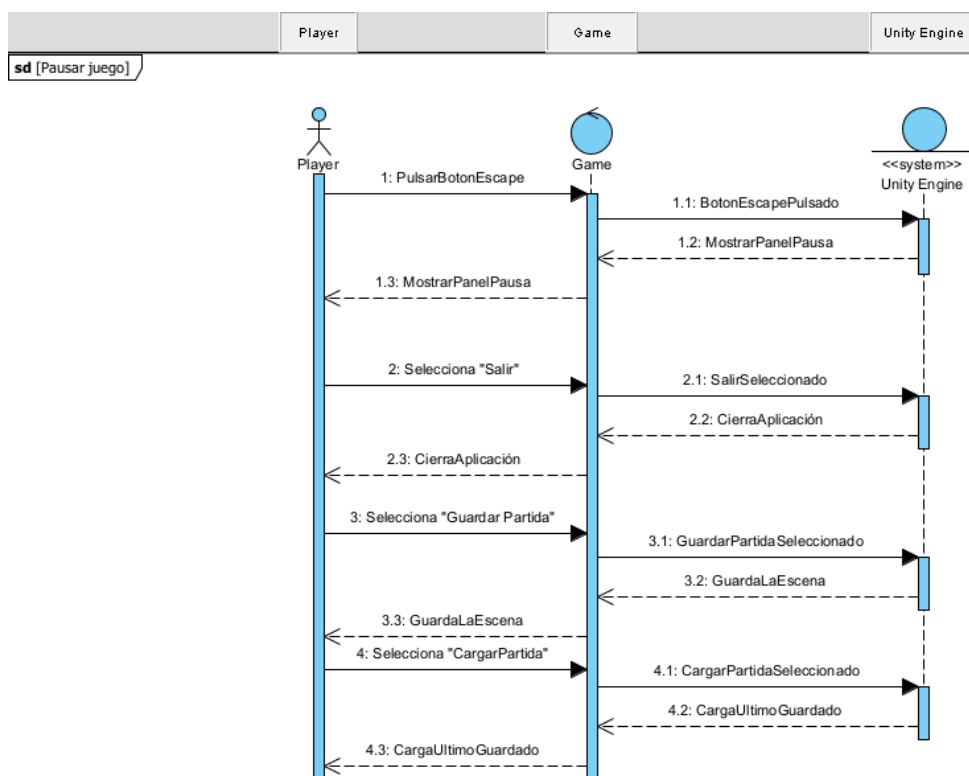 Player Game Unity Engine
sd [Pausar juego]
Player Game <<system>>
Unity Engine
1: PulsarBotonEscape
1.1: BotonEscapePulsado
1.2: MostrarPanelPausa
1.3: MostrarPanelPausa
2: Selecciona "Salir"
2.1: SalirSeleccionado
2.2: CierraAplicación
2.3: CierraAplicación
3: Selecciona "Guardar Partida"
3.1: GuardarPartidaSeleccionado
3.2: GuardaLaEscena
3.3: GuardaLaEscena
4: Selecciona "CargarPartida"
4.1: CargarPartidaSeleccionado
4.2: CargaUltimoGuardado
4.3: CargaUltimoGuardado